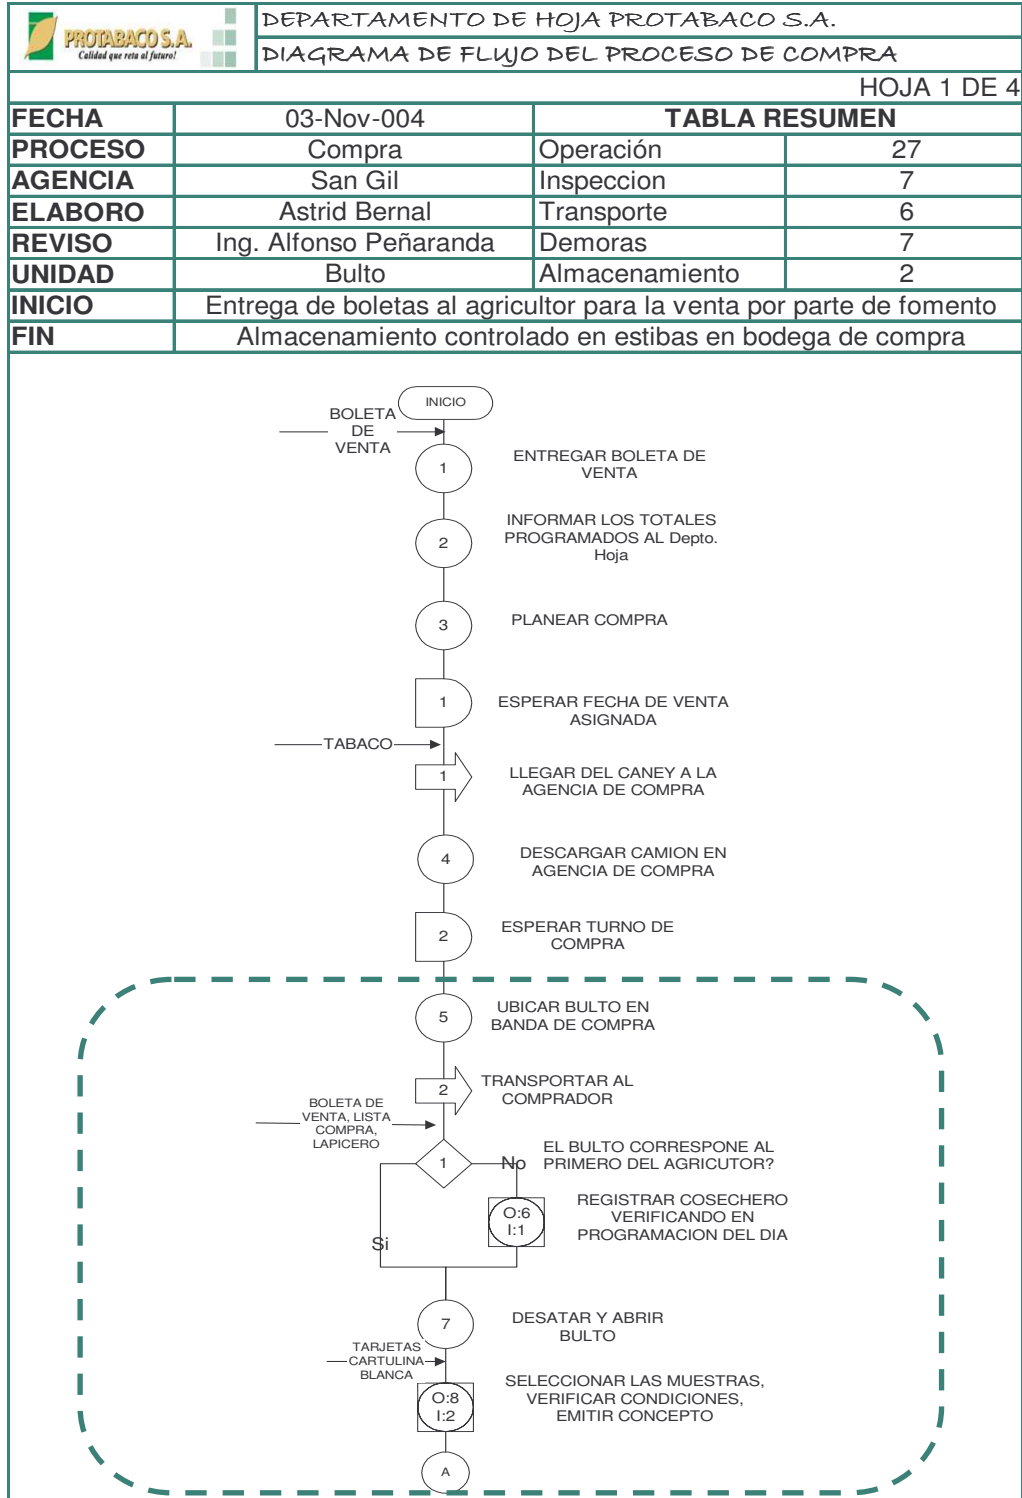 PROTABACO S.A.
Calidad que reta al futuro!
DEPARTAMENTO DE HOJA PROTABACO S.A.
DIAGRAMA DE FLUJO DEL PROCESO DE COMPRA
HOJA 1 DE 4
FECHA 03-Nov-004 TABLA RESUMEN
PROCESO Compra Operación 27
AGENCIA San Gil Inspeccion 7
ELABORO Astrid Bernal Transporte 6
REVISO Ing. Alfonso Peñaranda Demoras 7
UNIDAD Bulto Almacenamiento 2
INICIO Entrega de boletas al agricultor para la venta por parte de fomento
FIN Almacenamiento controlado en estibas en bodega de compra
INICIO
BOLETA
DE
VENTA
1
ENTREGAR BOLETA DE
VENTA
2
INFORMAR LOS TOTALES
PROGRAMADOS AL Depto.
Hoja
3
PLANEAR COMPRA
1
ESPERAR FECHA DE VENTA
ASIGNADA
TABACO
1
LLEGAR DEL CANEY A LA
AGENCIA DE COMPRA
4
DESCARGAR CAMION EN
AGENCIA DE COMPRA
2
ESPERAR TURNO DE
COMPRA
5
UBICAR BULTO EN
BANDA DE COMPRA
2
TRANSPORTAR AL
COMPRADOR
BOLETA DE
VENTA, LISTA
COMPRA,
LAPICERO
1
EL BULTO CORRESPONE AL
PRIMERO DEL AGRICUTOR?
No
Si
O:6
I:1
REGISTRAR COSECHERO
VERIFICANDO EN
PROGRAMACION DEL DIA
7
DESATAR Y ABRIR
BULTO
TARJETAS
CARTULINA
BLANCA
O:8
I:2
SELECCIONAR LAS MUESTRAS,
VERIFICAR CONDICIONES,
EMITIR CONCEPTO
A